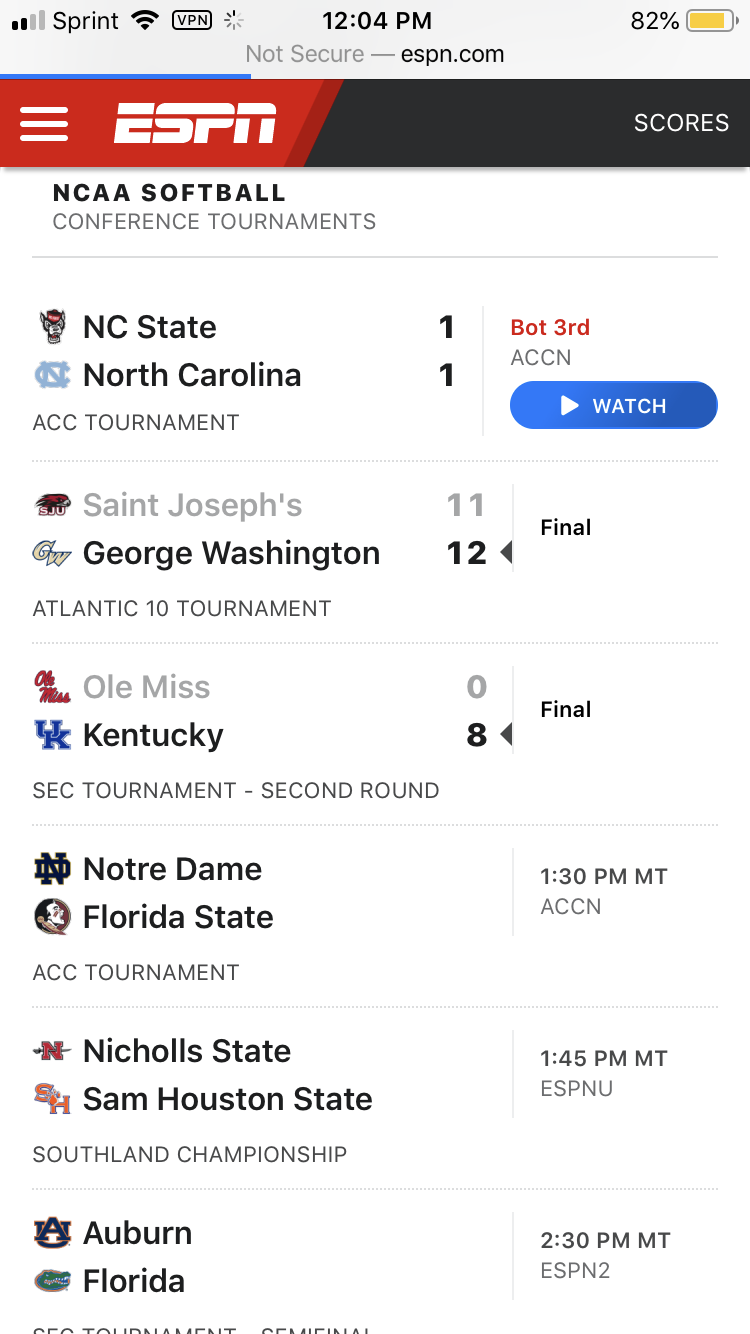 Sprint VPN 12:04 PM 82%
Not Secure — espn.com
ESPN SCORES
NCAA SOFTBALL
CONFERENCE TOURNAMENTS
NC State 1 Bot 3rd
ACCN
North Carolina 1
WATCH
ACC TOURNAMENT
SJU Saint Joseph's 11
Final
GW George Washington 12
ATLANTIC 10 TOURNAMENT
Ole Miss Ole Miss 0
Final
UK Kentucky 8
SEC TOURNAMENT - SECOND ROUND
ND Notre Dame 1:30 PM MT
ACCN
Florida State
ACC TOURNAMENT
N Nicholls State 1:45 PM MT
ESPNU
SH Sam Houston State
SOUTHLAND CHAMPIONSHIP
AU Auburn 2:30 PM MT
ESPN2
Florida
SEC TOURNAMENT - SEMIFINAL